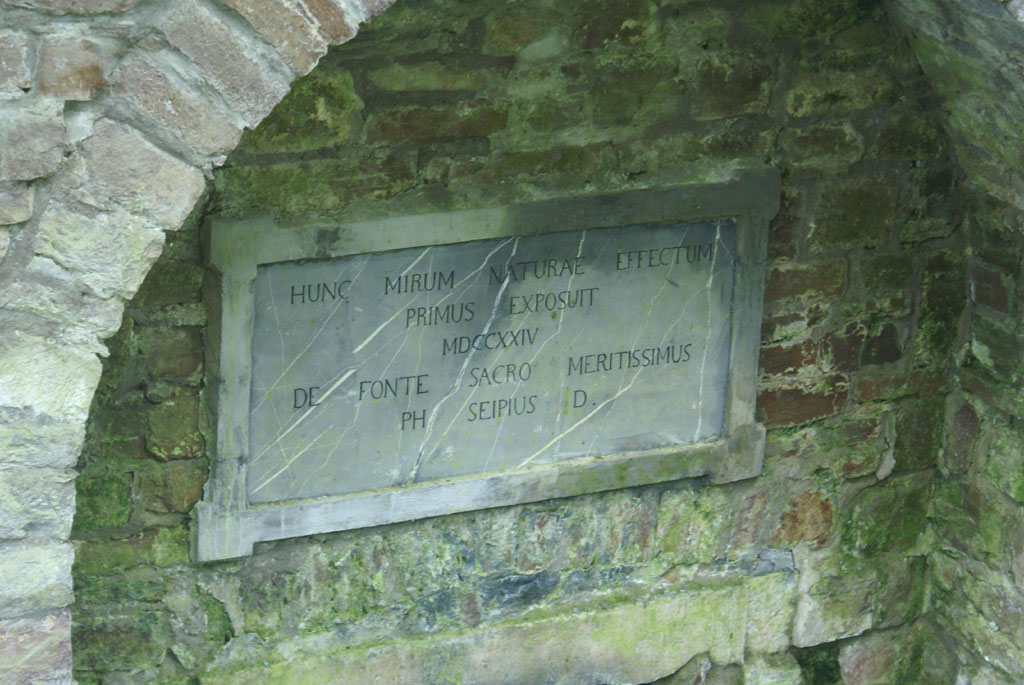 HUNC MIRUM NATURAE EFFECTUM
PRIMUS EXPOSUIT
MDCCXXIV
DE FONTE SACRO MERITISSIMUS
PH SEIPIUS D.